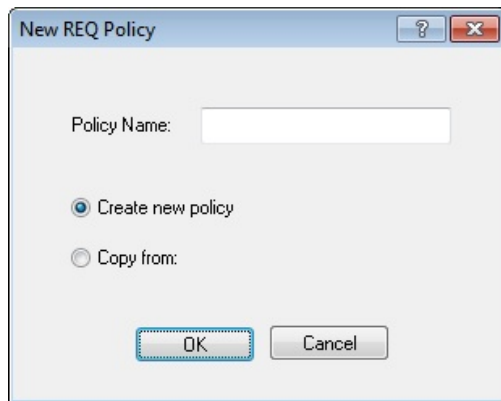 New REQ Policy
?
Policy Name:
Create new policy
Copy from:
OK
Cancel